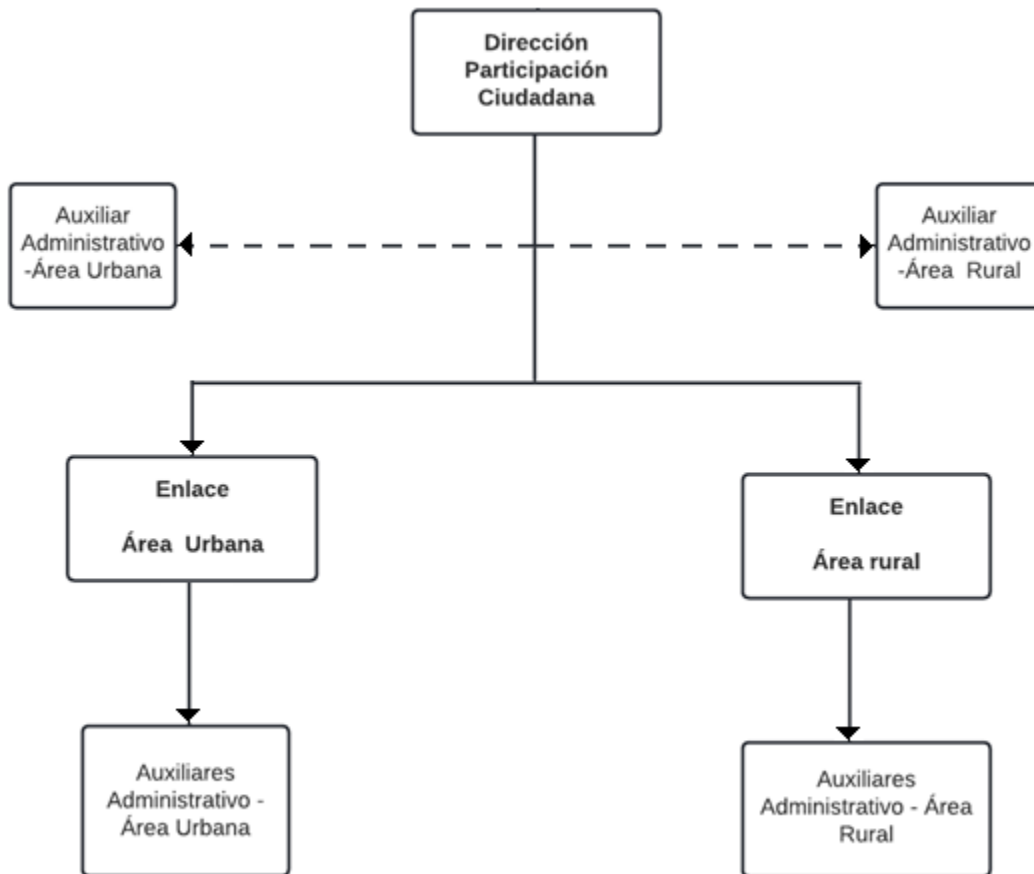 Dirección
Participación
Ciudadana
Auxiliar
Administrativo
-Área Urbana
Auxiliar
Administrativo
-Área  Rural
Enlace
Área  Urbana
Enlace
Área rural
Auxiliares
Administrativo -
Área Urbana
Auxiliares
Administrativo - Área
Rural